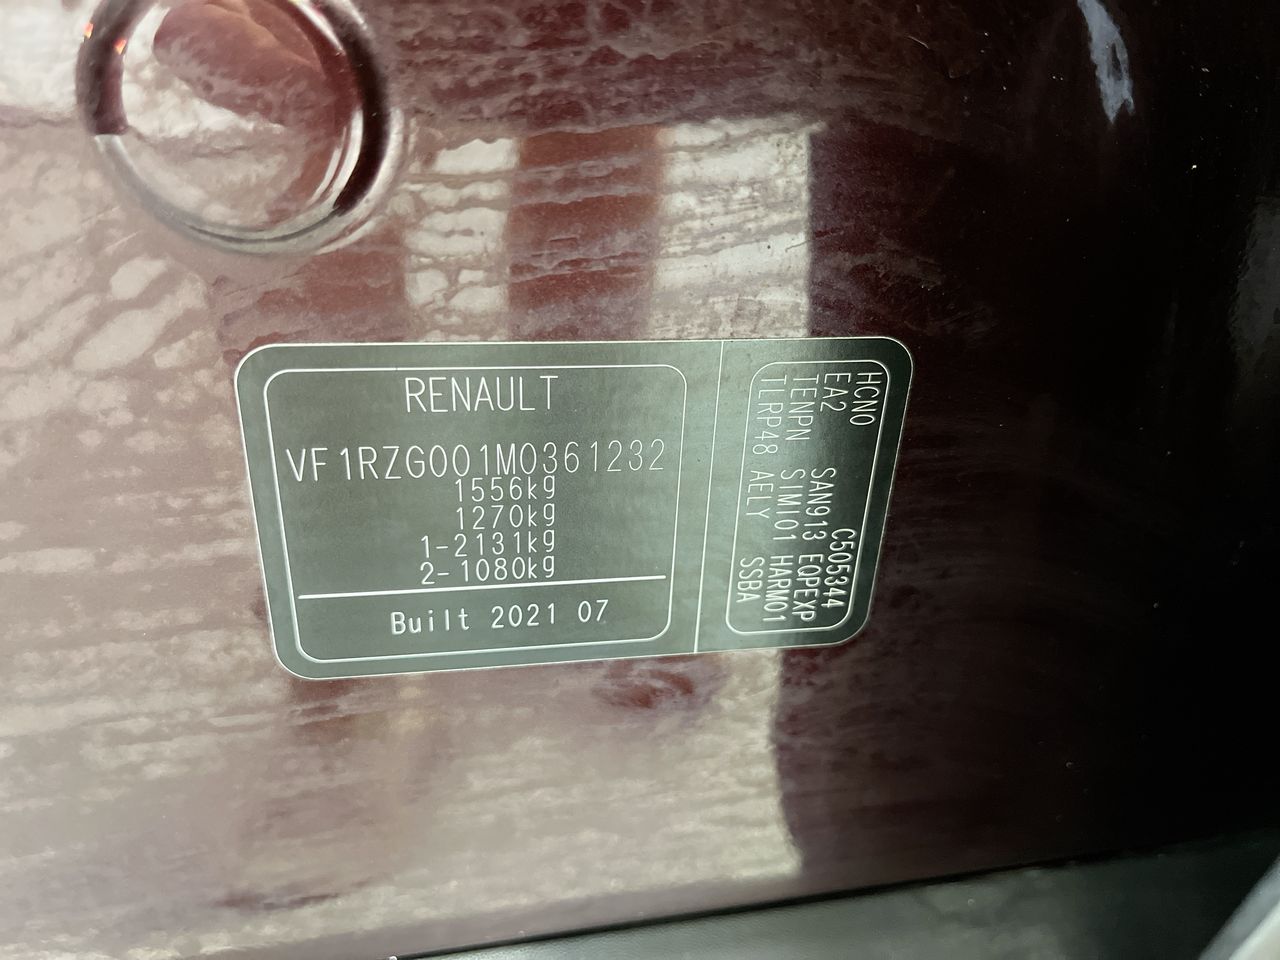 RENAULT
VF1RZG001M0361232
1556kg
1270kg
1-2131kg
2-1080kg
Built 2021 07
HCNO C505344
EA2 SAN913 EQPEXP
TENPN SIMI01 HARM01
TLRP48 AELY SSBA